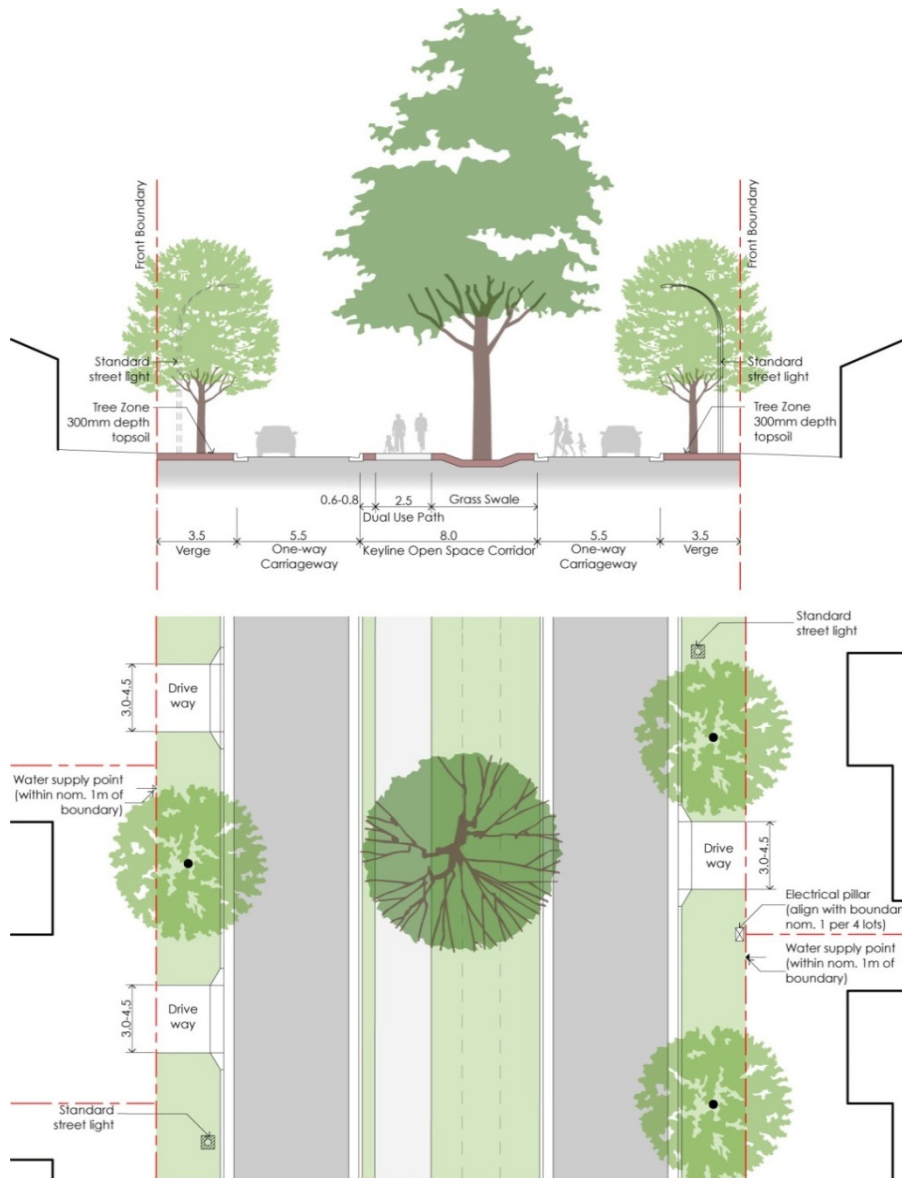 Front Boundary
Front Boundary
Standard
street light
Standard
street light
Tree Zone
300mm depth
topsoil
Tree Zone
300mm depth
topsoil
0.6-0.8
2.5
Grass Swale
Dual Use Path
3.5
5.5
8.0
5.5
3.5
Verge
One-way
Carriageway
Keyline Open Space Corridor
One-way
Carriageway
Verge
Standard
street light
3.0-4.5
Drive
way
Water supply point
(within nom. 1m of
boundary)
Drive
way
3.0-4.5
Electrical pillar
(align with boundar
nom. 1 per 4 lots)
Water supply point
(within nom. 1m of
boundary)
3.0-4.5
Drive
way
Standard
street light